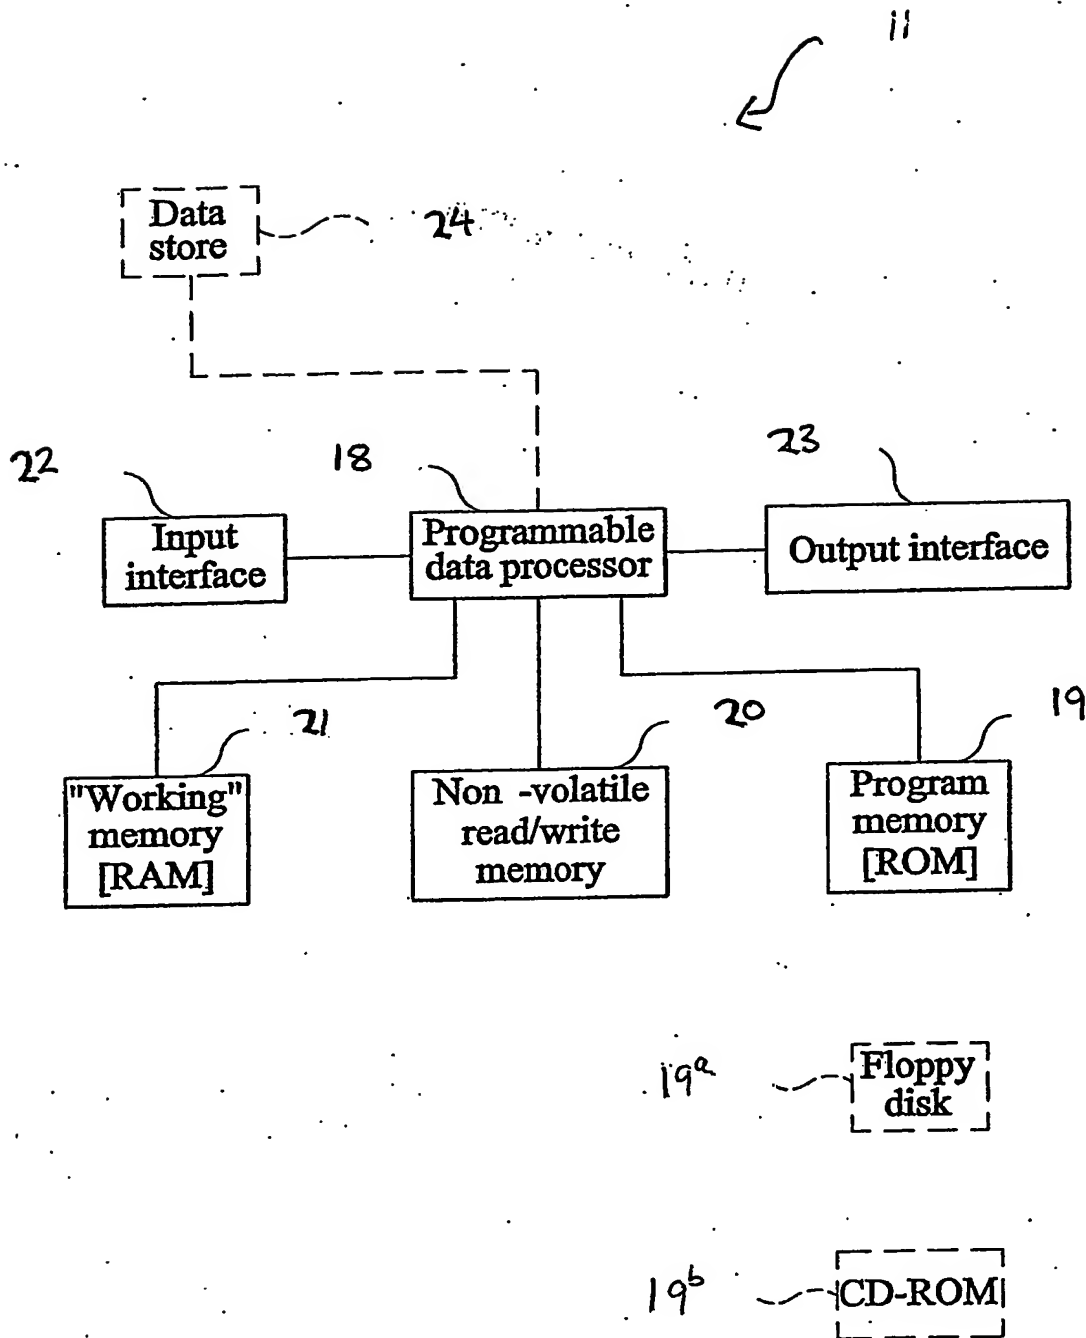 11
Data
store
24
22
18
23
Input
interface
Programmable
data processor
Output interface
21
20
19
"Working"
memory
[RAM]
Non -volatile
read/write
memory
Program
memory
[ROM]
19a
Floppy
disk
19b
CD-ROM